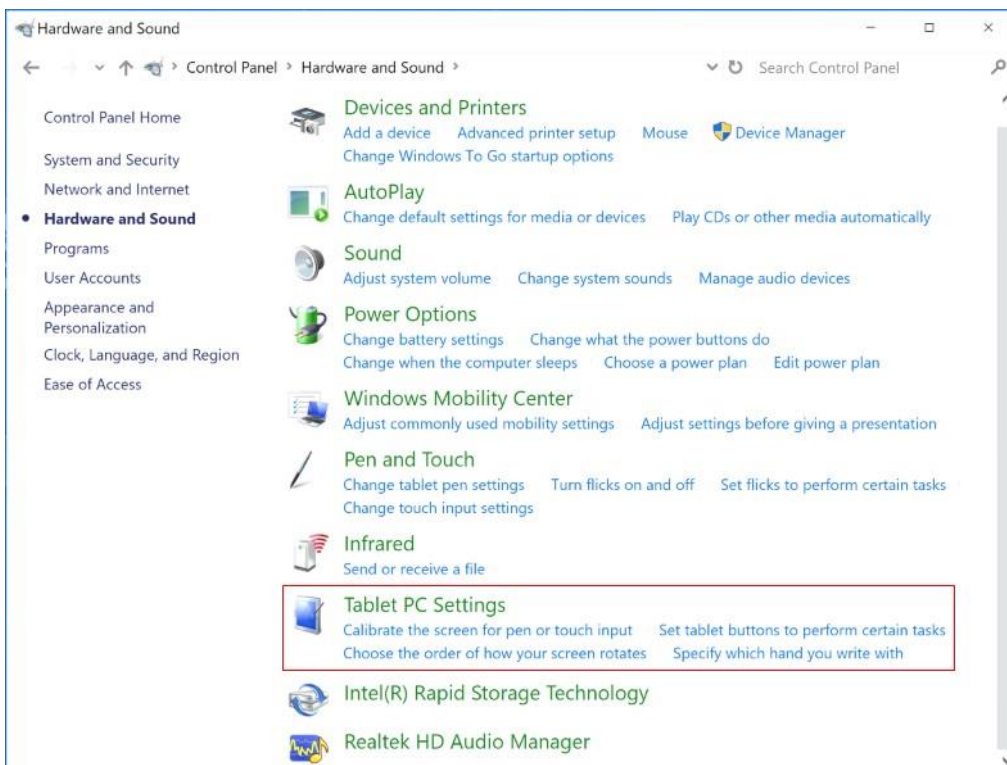 Hardware and Sound
Control Panel > Hardware and Sound >
Search Control Panel
Control Panel Home
System and Security
Network and Internet
Hardware and Sound
Programs
User Accounts
Appearance and
Personalization
Clock, Language, and Region
Ease of Access
Devices and Printers
Add a device Advanced printer setup Mouse Device Manager
Change Windows To Go startup options
AutoPlay
Change default settings for media or devices Play CDs or other media automatically
Sound
Adjust system volume Change system sounds Manage audio devices
Power Options
Change battery settings Change what the power buttons do
Change when the computer sleeps Choose a power plan Edit power plan
Windows Mobility Center
Adjust commonly used mobility settings Adjust settings before giving a presentation
Pen and Touch
Change tablet pen settings Turn flicks on and off Set flicks to perform certain tasks
Change touch input settings
Infrared
Send or receive a file
Tablet PC Settings
Calibrate the screen for pen or touch input Set tablet buttons to perform certain tasks
Choose the order of how your screen rotates Specify which hand you write with
Intel(R) Rapid Storage Technology
Realtek HD Audio Manager